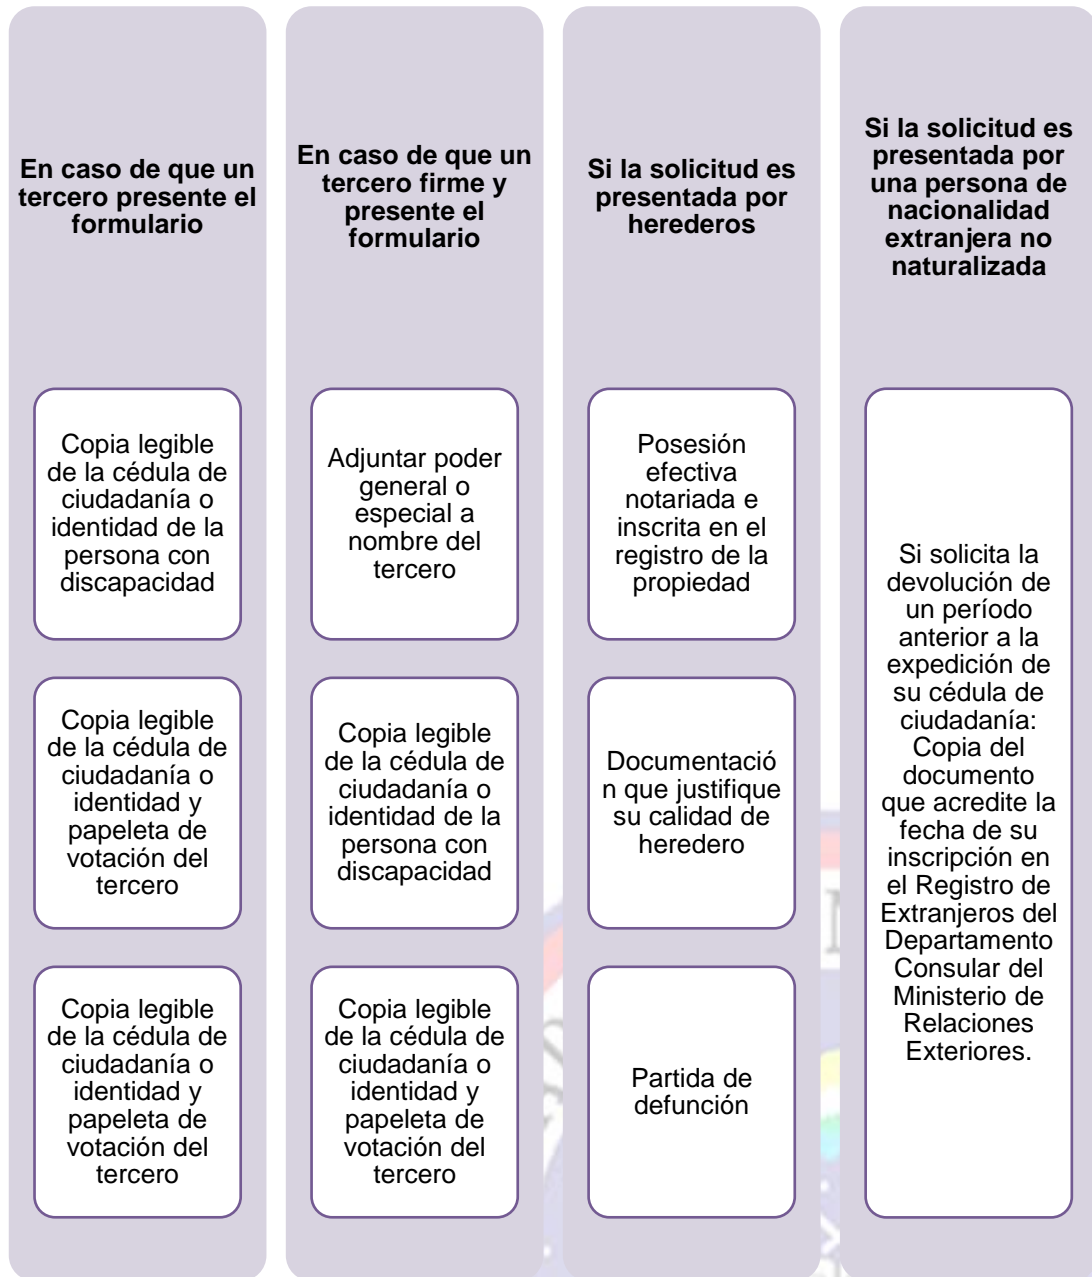 En caso de que un
tercero presente el
formulario
Copia legible
de la cédula de
ciudadanía o
identidad de la
persona con
discapacidad
Copia legible
de la cédula de
ciudadanía o
identidad y
papeleta de
votación del
tercero
Copia legible
de la cédula de
ciudadanía o
identidad y
papeleta de
votación del
tercero
En caso de que un
tercero firme y
presente el
formulario
Adjuntar poder
general o
especial a
nombre del
tercero
Copia legible
de la cédula de
ciudadanía o
identidad de la
persona con
discapacidad
Copia legible
de la cédula de
ciudadanía o
identidad y
papeleta de
votación del
tercero
Si la solicitud es
presentada por
herederos
Posesión
efectiva
notariada e
inscrita en el
registro de la
propiedad
Documentació
n que justifique
su calidad de
heredero
Partida de
defunción
Si la solicitud es
presentada por
una persona de
nacionalidad
extranjera no
naturalizada
Si solicita la
devolución de
un período
anterior a la
expedición de
su cédula de
ciudadanía:
Copia del
documento
que acredite la
fecha de su
inscripción en
el Registro de
Extranjeros del
Departamento
Consular del
Ministerio de
Relaciones
Exteriores.